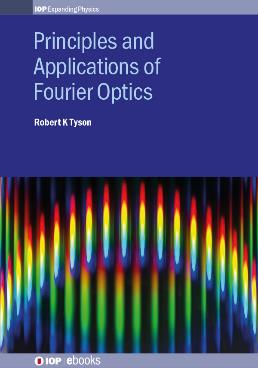 IOP Expanding Physics
Principles and
Applications of
Fourier Optics
Robert K Tyson
IOP ebooks